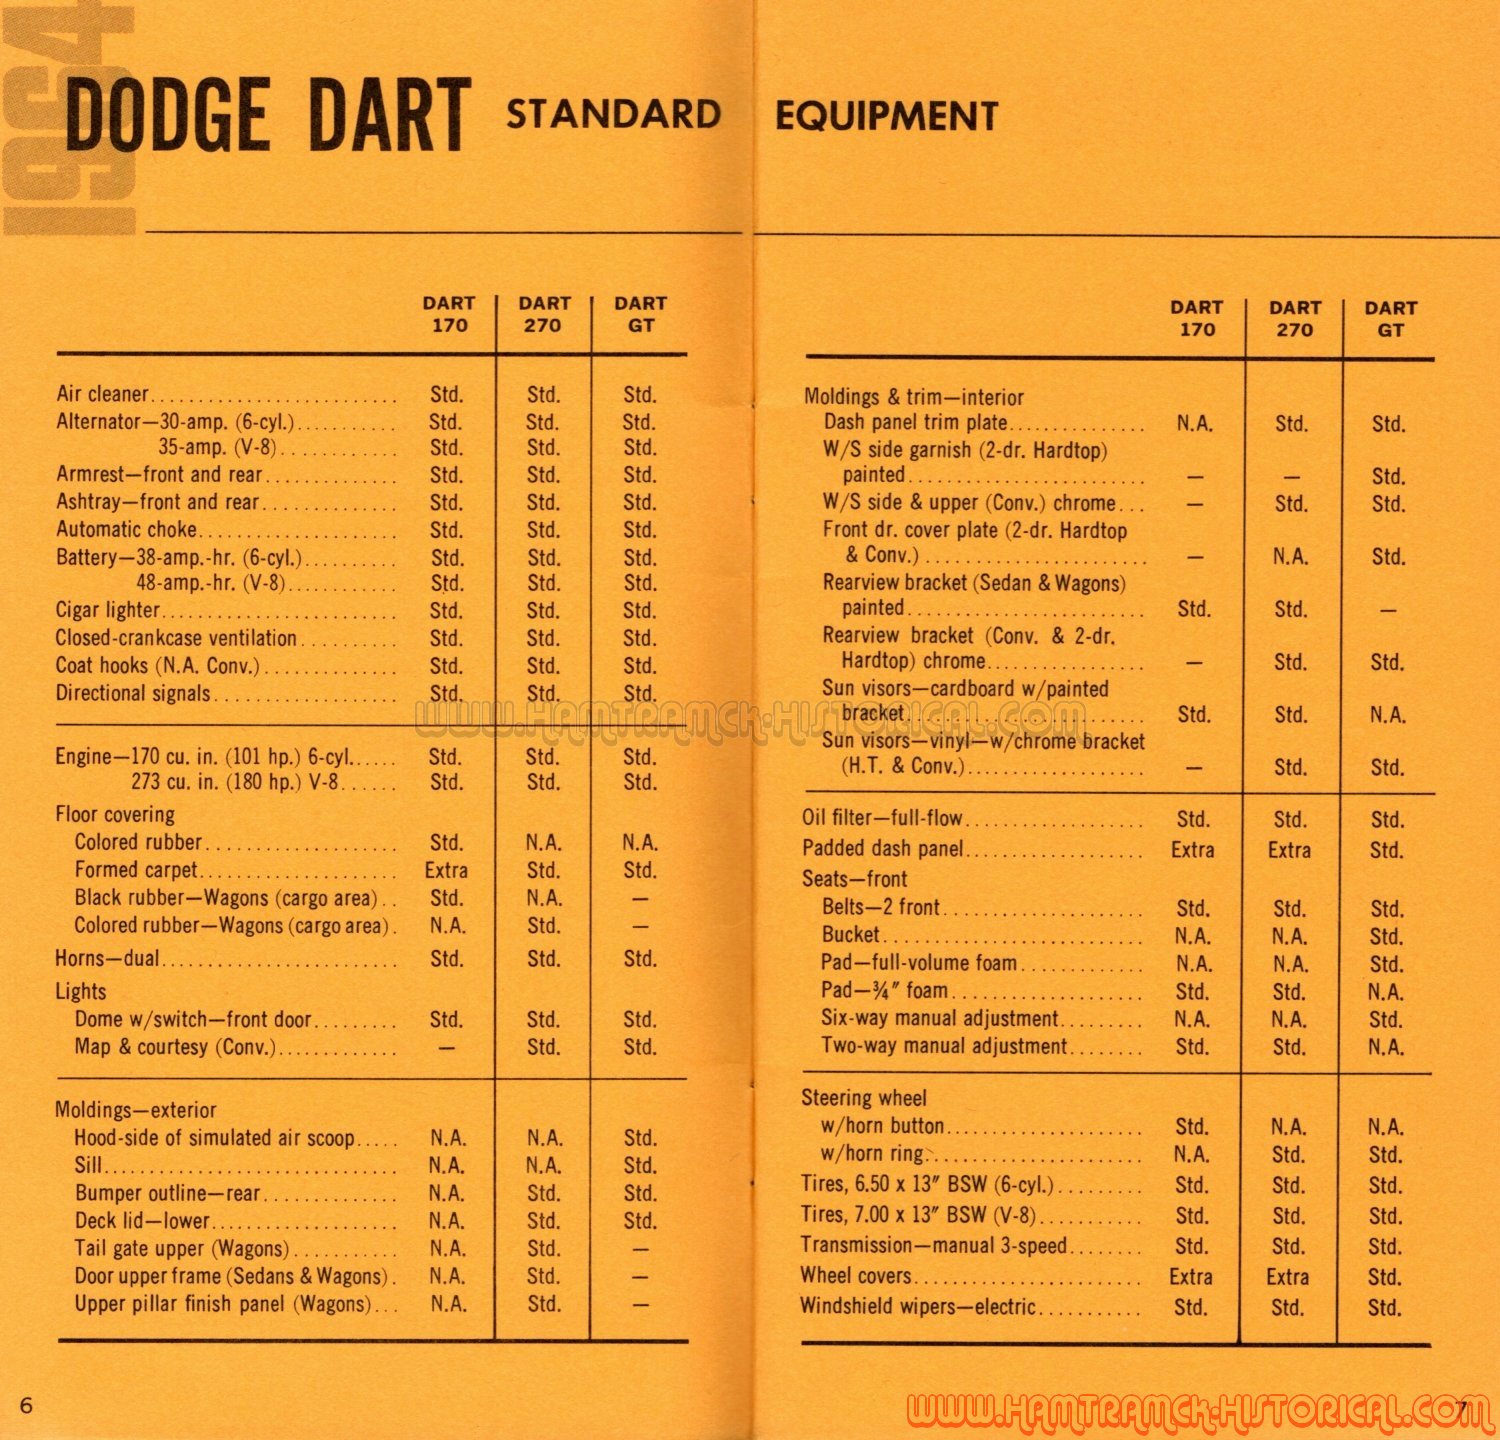 1964
DODGE DART STANDARD EQUIPMENT
DART 170 DART 270 DART GT
Air cleaner Std. Std. Std.
Alternator—30-amp. (6-cyl.) Std. Std. Std.
35-amp. (V-8) Std. Std. Std.
Armrest—front and rear Std. Std. Std.
Ashtray—front and rear Std. Std. Std.
Automatic choke Std. Std. Std.
Battery—38-amp.-hr. (6-cyl.) Std. Std. Std.
48-amp.-hr. (V-8) Std. Std. Std.
Cigar lighter Std. Std. Std.
Closed-crankcase ventilation Std. Std. Std.
Coat hooks (N.A. Conv.) Std. Std. Std.
Directional signals Std. Std. Std.
Engine—170 cu. in. (101 hp.) 6-cyl. Std. Std. Std.
273 cu. in. (180 hp.) V-8 Std. Std. Std.
Floor covering
Colored rubber Std. N.A. N.A.
Formed carpet Extra Std. Std.
Black rubber—Wagons (cargo area) Std. N.A. —
Colored rubber—Wagons (cargo area) N.A. Std. —
Horns—dual Std. Std. Std.
Lights
Dome w/switch—front door Std. Std. Std.
Map & courtesy (Conv.) — Std. Std.
Moldings—exterior
Hood-side of simulated air scoop N.A. N.A. Std.
Sill N.A. N.A. Std.
Bumper outline—rear N.A. Std. Std.
Deck lid—lower N.A. Std. Std.
Tail gate upper (Wagons) N.A. Std. —
Door upper frame (Sedans & Wagons) N.A. Std. —
Upper pillar finish panel (Wagons) N.A. Std. —
6
DART 170 DART 270 DART GT
Moldings & trim—interior
Dash panel trim plate N.A. Std. Std.
W/S side garnish (2-dr. Hardtop)
painted — — Std.
W/S side & upper (Conv.) chrome — Std. Std.
Front dr. cover plate (2-dr. Hardtop
& Conv.) — N.A. Std.
Rearview bracket (Sedan & Wagons)
painted Std. Std. —
Rearview bracket (Conv. & 2-dr.
Hardtop) chrome — Std. Std.
Sun visors—cardboard w/painted
bracket Std. Std. N.A.
Sun visors—vinyl—w/chrome bracket
(H.T. & Conv.) — Std. Std.
Oil filter—full-flow Std. Std. Std.
Padded dash panel Extra Extra Std.
Seats—front
Belts—2 front Std. Std. Std.
Bucket N.A. N.A. Std.
Pad—full-volume foam N.A. N.A. Std.
Pad—¾" foam Std. Std. N.A.
Six-way manual adjustment N.A. N.A. Std.
Two-way manual adjustment Std. Std. N.A.
Steering wheel
w/horn button Std. N.A. N.A.
w/horn ring N.A. Std. Std.
Tires, 6.50 x 13" BSW (6-cyl.) Std. Std. Std.
Tires, 7.00 x 13" BSW (V-8) Std. Std. Std.
Transmission—manual 3-speed Std. Std. Std.
Wheel covers Extra Extra Std.
Windshield wipers—electric Std. Std. Std.
7
www.Hamtramck-Historical.com
www.Hamtramck-Historical.com